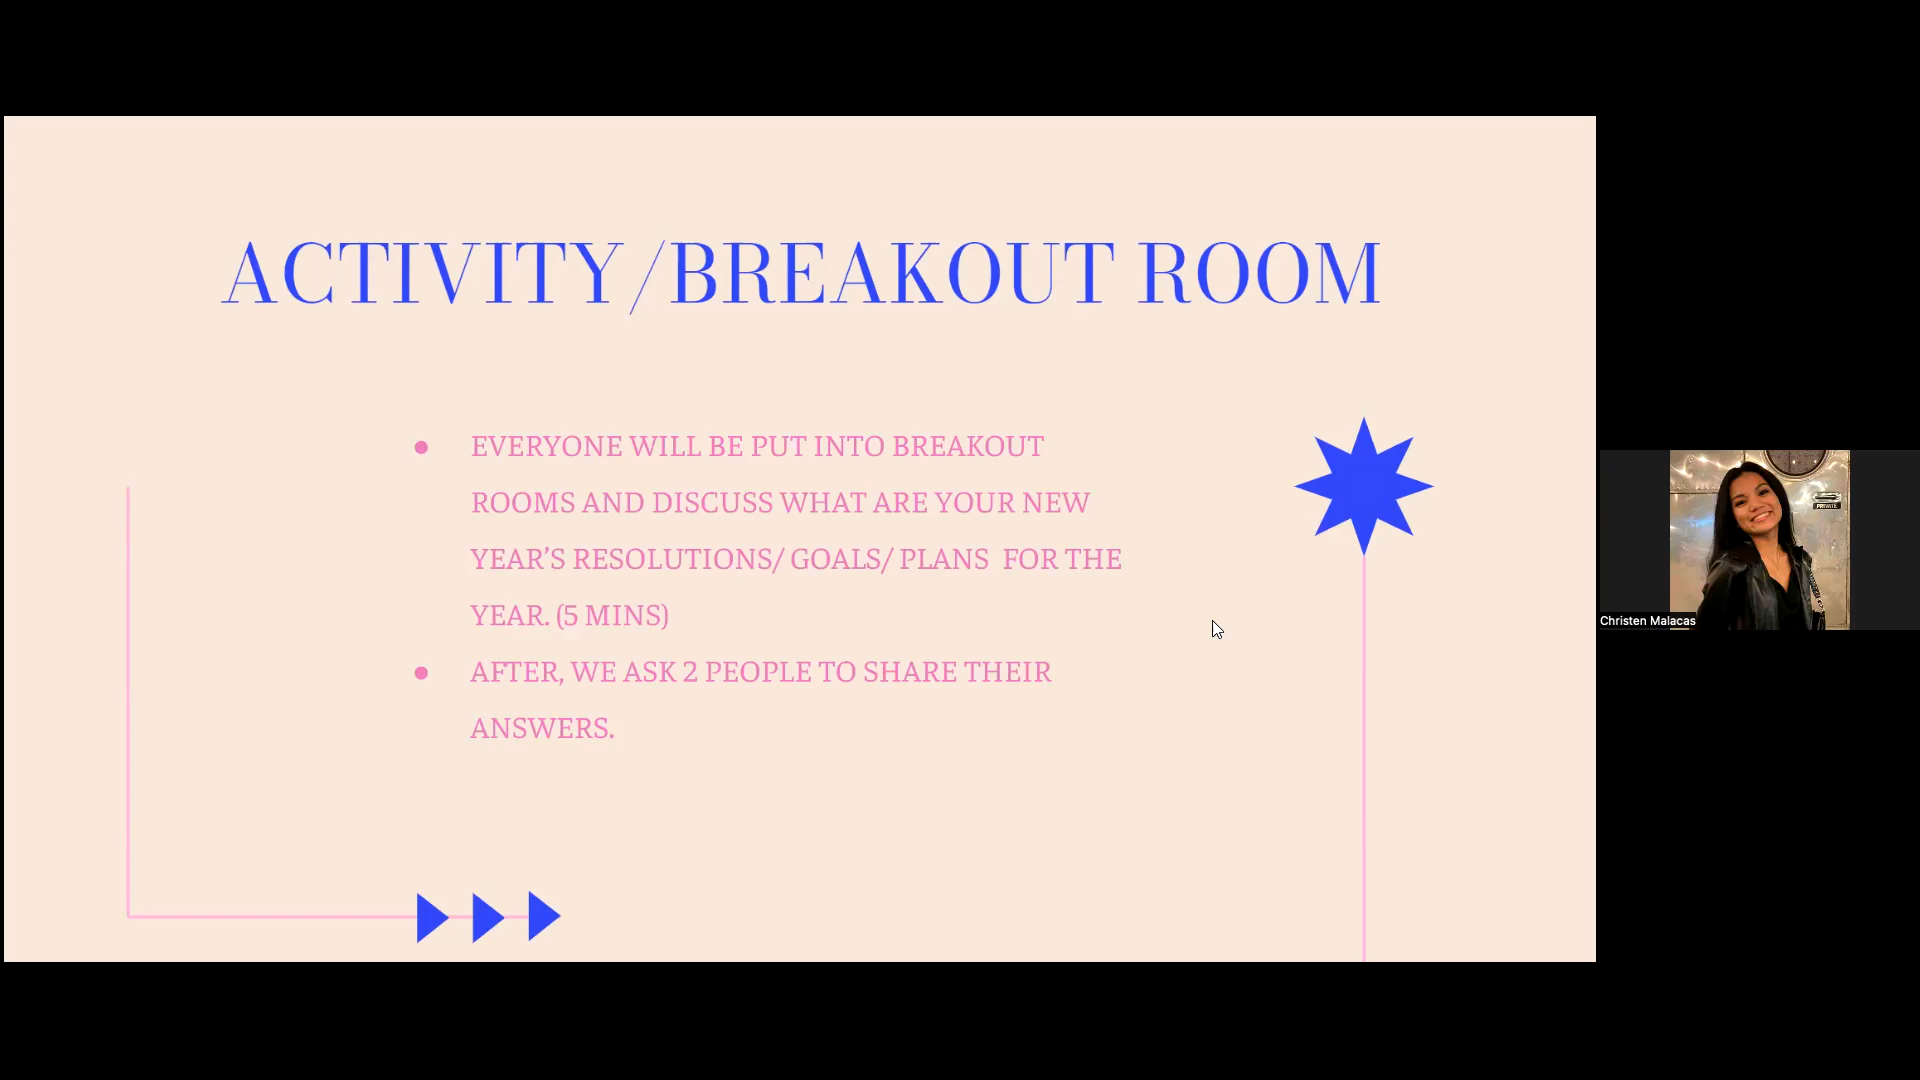 ACTIVITY/BREAKOUT ROOM
● EVERYONE WILL BE PUT INTO BREAKOUT
ROOMS AND DISCUSS WHAT ARE YOUR NEW
YEAR’S RESOLUTIONS/ GOALS/ PLANS  FOR THE
YEAR. (5 MINS)
● AFTER, WE ASK 2 PEOPLE TO SHARE THEIR
ANSWERS.
PRIVATE
Christen Malacas